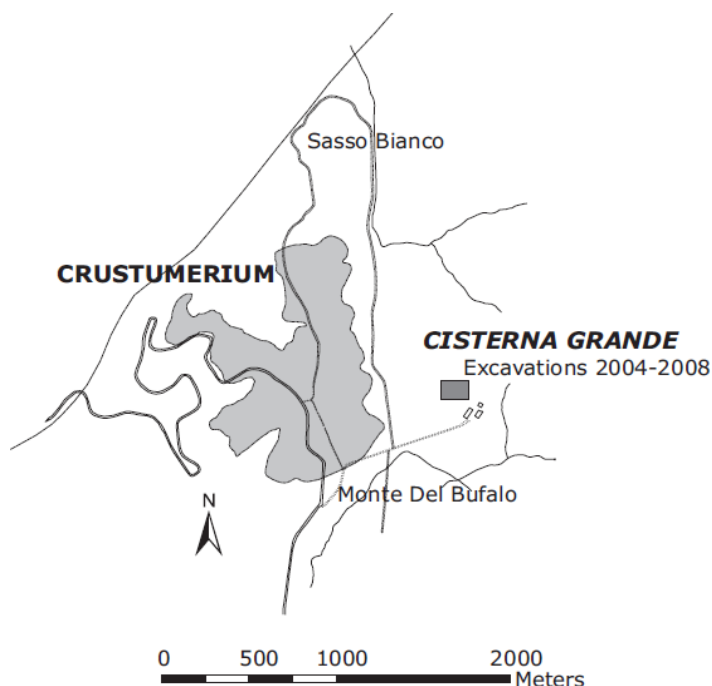 Sasso Bianco
CRUSTUMERIUM
CISTERNA GRANDE
Excavations 2004-2008
Monte Del Bufalo
N
0 500 1000 2000
Meters